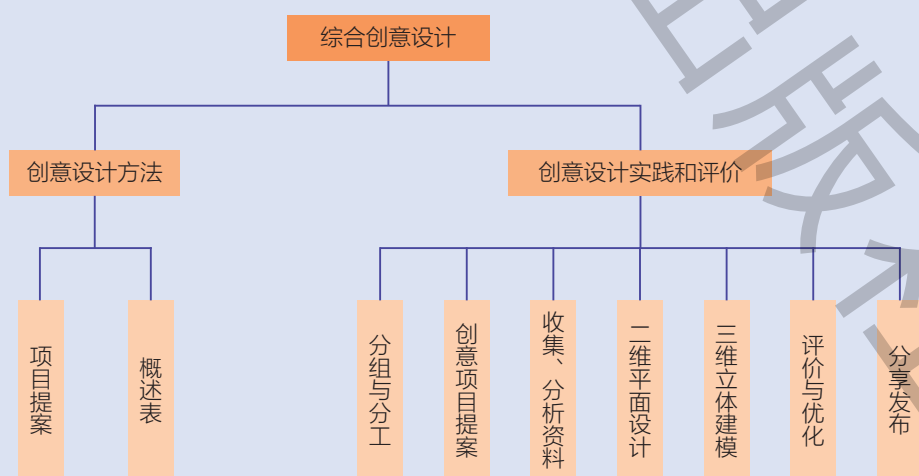 综合创意设计
创意设计方法
创意设计实践和评价
项目提案
概述表
分组与分工
创意项目提案
收集、分析资料
二维平面设计
三维立体建模
评价与优化
分享发布
出版社